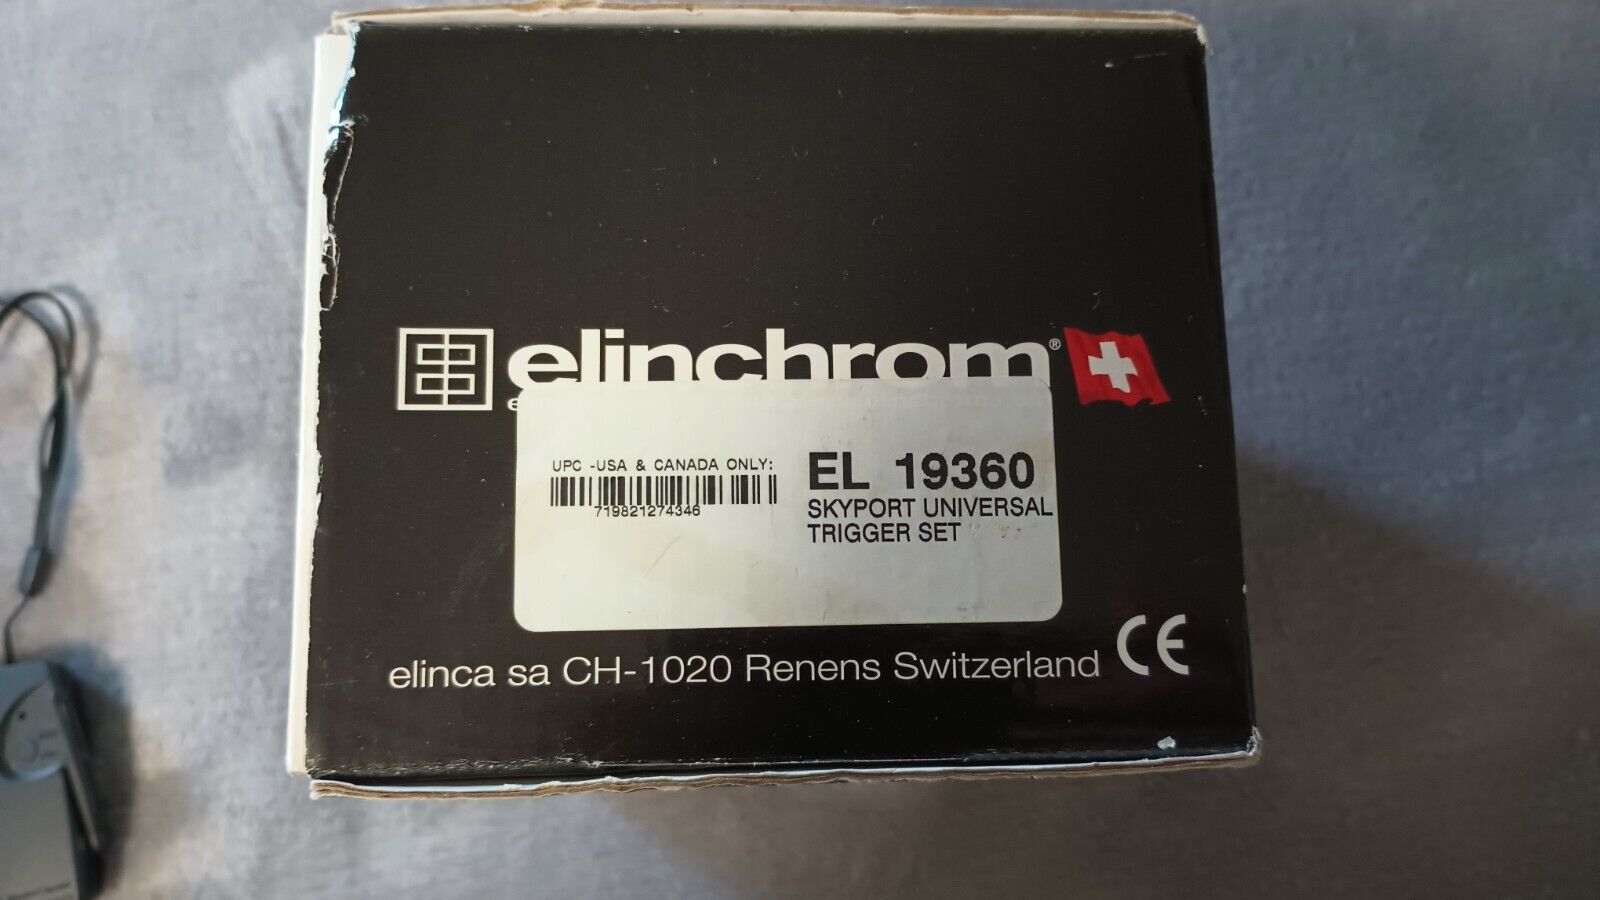 elinchrom®
UPC -USA & CANADA ONLY:
719821274346
EL 19360
SKYPORT UNIVERSAL
TRIGGER SET
elinca sa CH-1020 Renens Switzerland CE